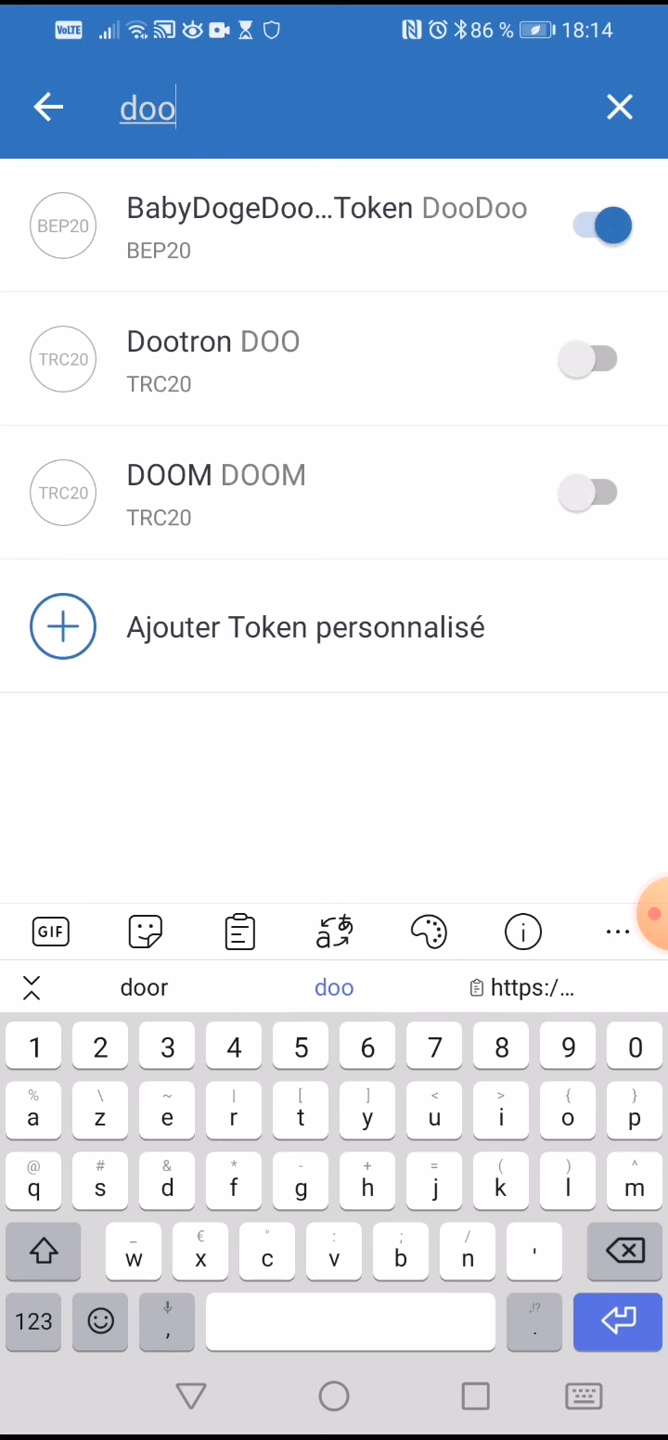 VoLTE 86 % 18:14
doo
BEP20 BabyDogeDoo...Token DooDoo
BEP20
TRC20 Dootron DOO
TRC20
TRC20 DOOM DOOM
TRC20
Ajouter Token personnalisé
GIF
door doo https:/...
1 2 3 4 5 6 7 8 9 0
% \ ~ | [ ] < > { }
a z e r t y u i o p
@ # & * - + = ( ) ^
q s d f g h j k l m
_ € " : ; /
w x c v b n '
,!?
123 , .